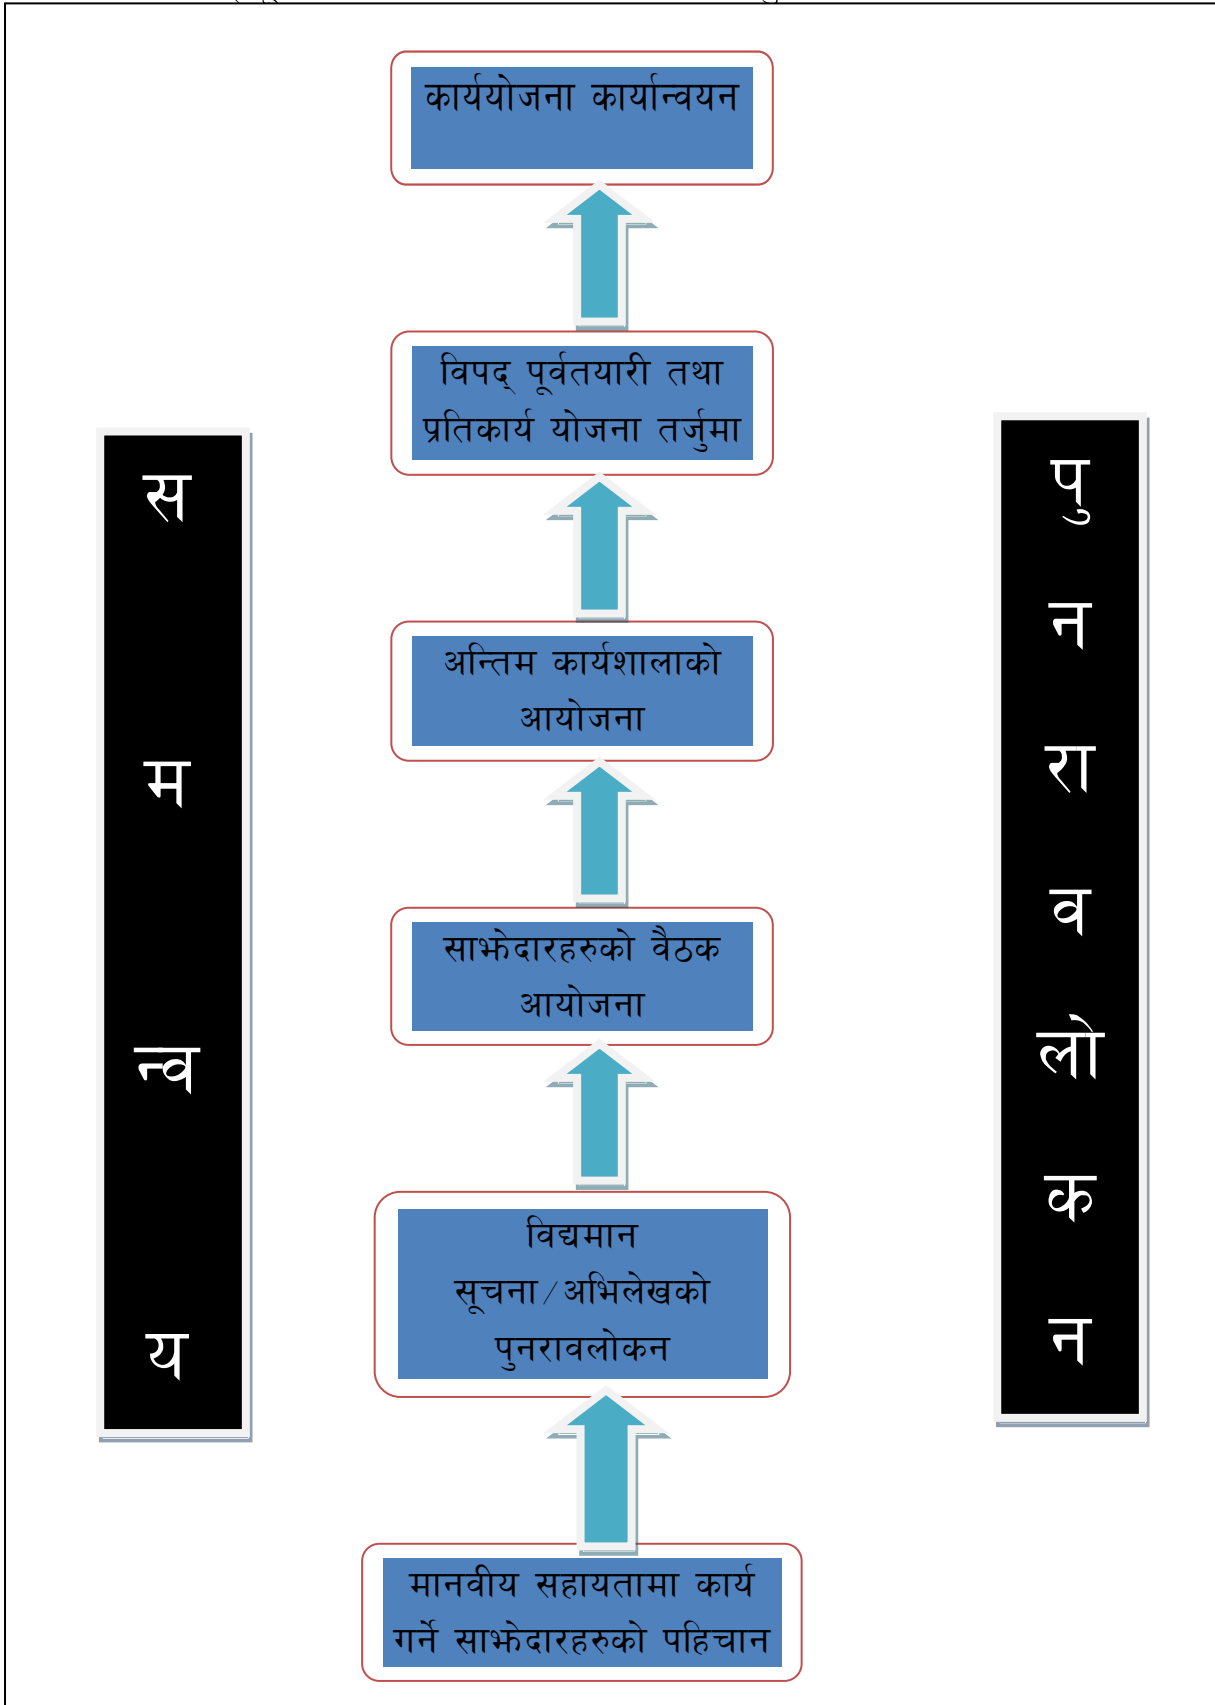 कार्ययोजना कार्यान्वयन
विपद् पूर्वतयारी तथा
प्रतिकार्य योजना तर्जुमा
अन्तिम कार्यशालाको
आयोजना
साझेदारहरुको वैठक
आयोजना
विद्यमान
सूचना/अभिलेखको
पुनरावलोकन
मानवीय सहायतामा कार्य
गर्ने साझेदारहरुको पहिचान
स
म
न्व
य
पु
न
रा
व
लो
क
न